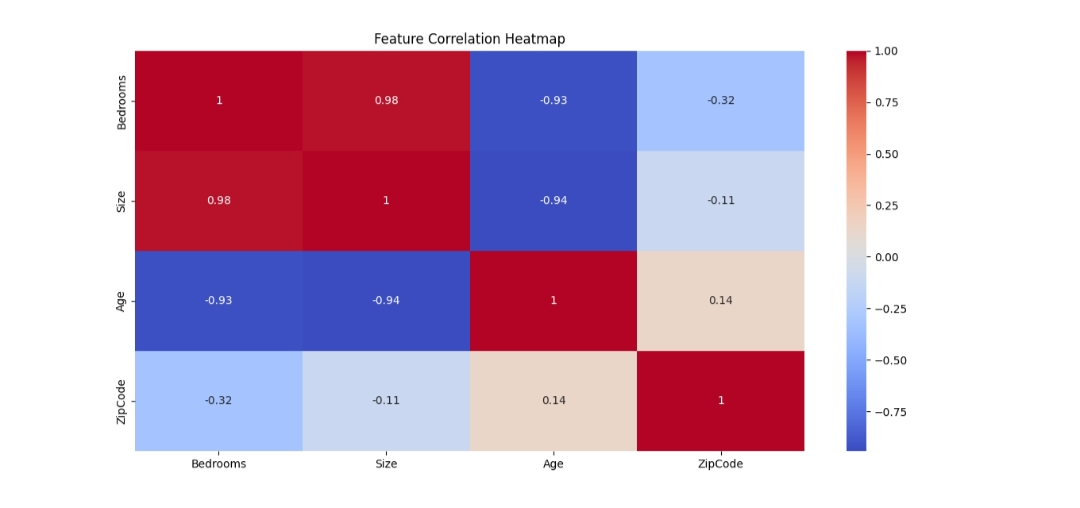 Feature Correlation Heatmap
Bedrooms
1
0.98
-0.93
-0.32
Size
0.98
1
-0.94
-0.11
Age
-0.93
-0.94
1
0.14
ZipCode
-0.32
-0.11
0.14
1
Bedrooms
Size
Age
ZipCode
1.00
0.75
0.50
0.25
0.00
−0.25
−0.50
−0.75